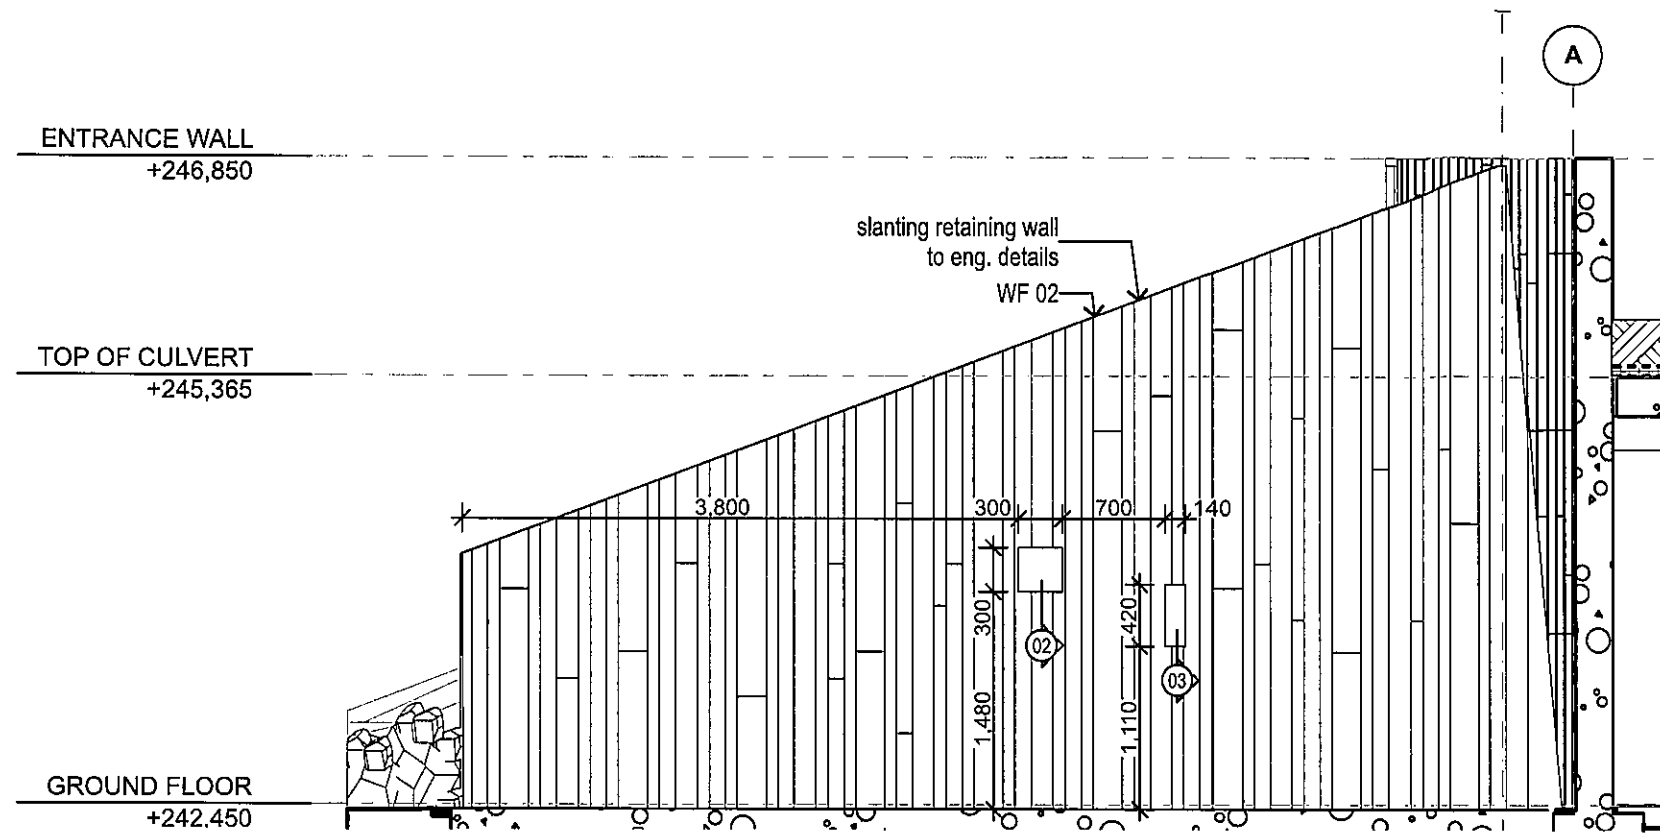 A
ENTRANCE WALL
+246,850
slanting retaining wall
to eng. details
WF 02
TOP OF CULVERT
+245,365
3,800
300
700
140
300
420
02
03
1,480
1,110
GROUND FLOOR
+242,450